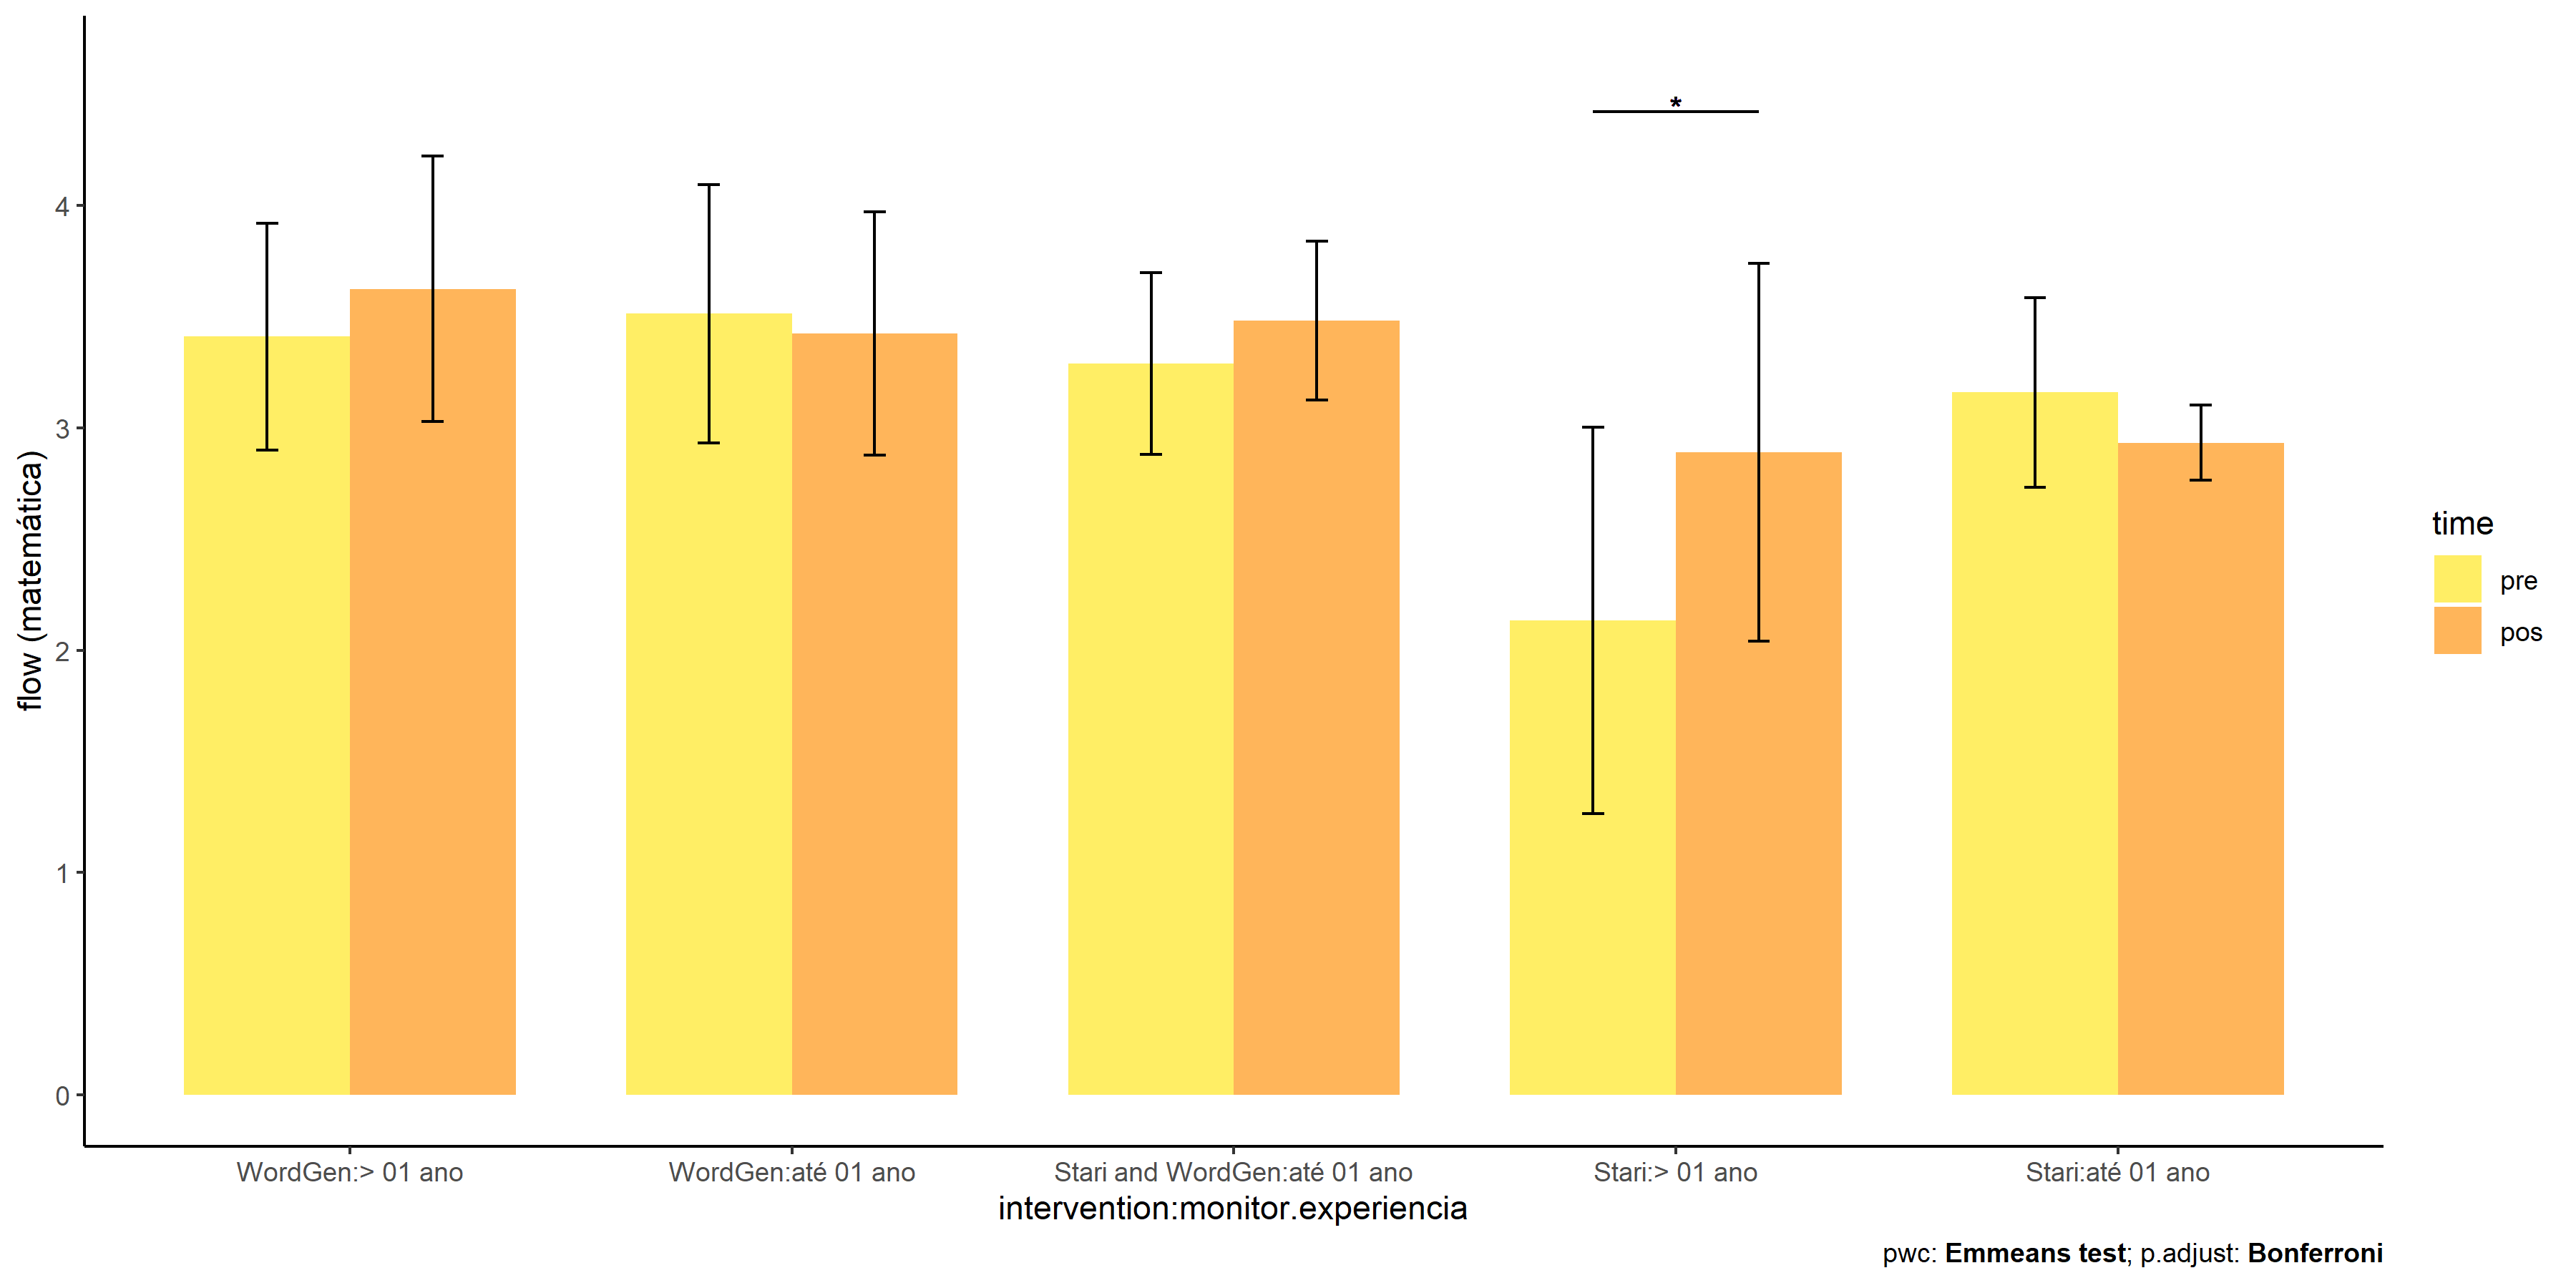 *
4
3
2
1
0
flow (matemática)
WordGen:> 01 ano
WordGen:até 01 ano
Stari and WordGen:até 01 ano
Stari:> 01 ano
Stari:até 01 ano
intervention:monitor.experiencia
time
pre
pos
pwc: Emmeans test; p.adjust: Bonferroni